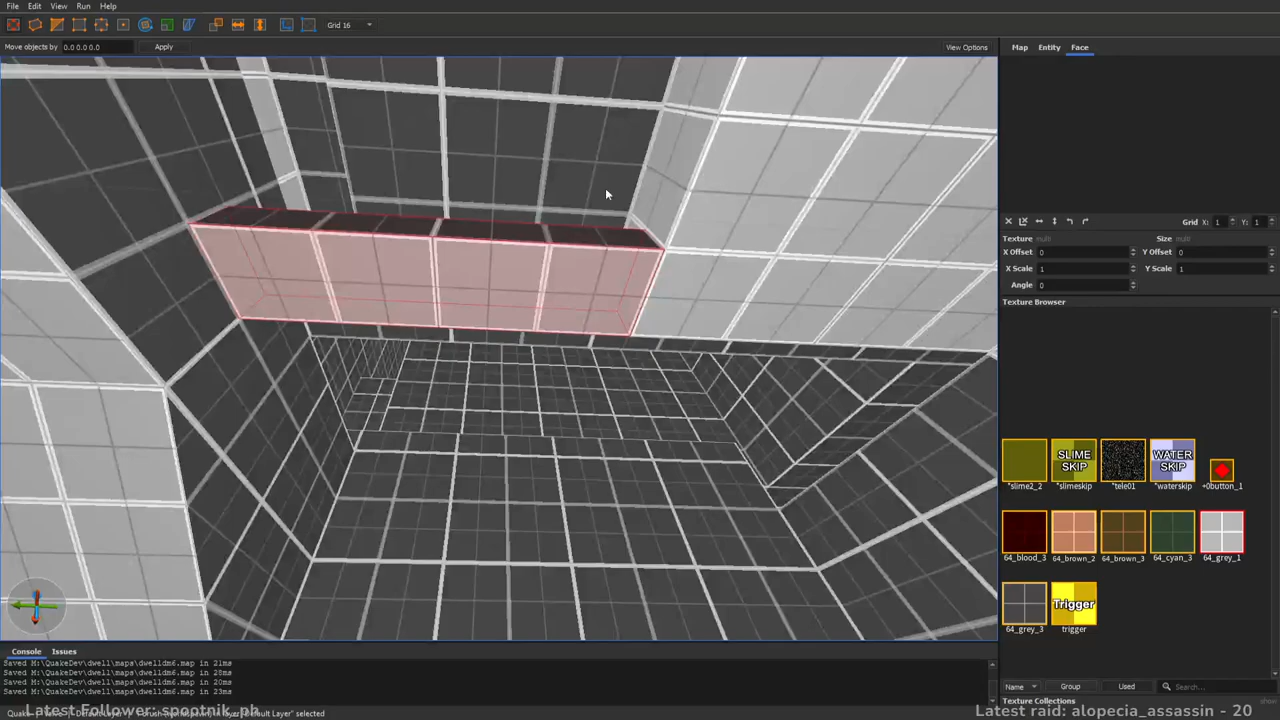 File Edit View Run Help
Grid 16
Move objects by 0.0 0.0 0.0 Apply View Options
Map Entity Face
Grid X: 1 Y: 1
Texture multi Size multi
X Offset 0 Y Offset 0
X Scale 1 Y Scale 1
Angle 0
Texture Browser
SLIME SKIP
WATER SKIP
*slime2_2 *slimeskip *tele01 *waterskip +0button_1
64_blood_3 64_brown_2 64_brown_3 64_cyan_3 64_grey_1
Trigger
64_grey_3 trigger
Console Issues
Saved M:\QuakeDev\dwell\maps\dwelldm6.map in 21ms
Saved M:\QuakeDev\dwell\maps\dwelldm6.map in 28ms
Saved M:\QuakeDev\dwell\maps\dwelldm6.map in 20ms
Saved M:\QuakeDev\dwell\maps\dwelldm6.map in 23ms
Name Group Used Search...
Texture Collections show
Latest Follower: spoptnik_ph
Latest raid: alopecia_assassin - 20